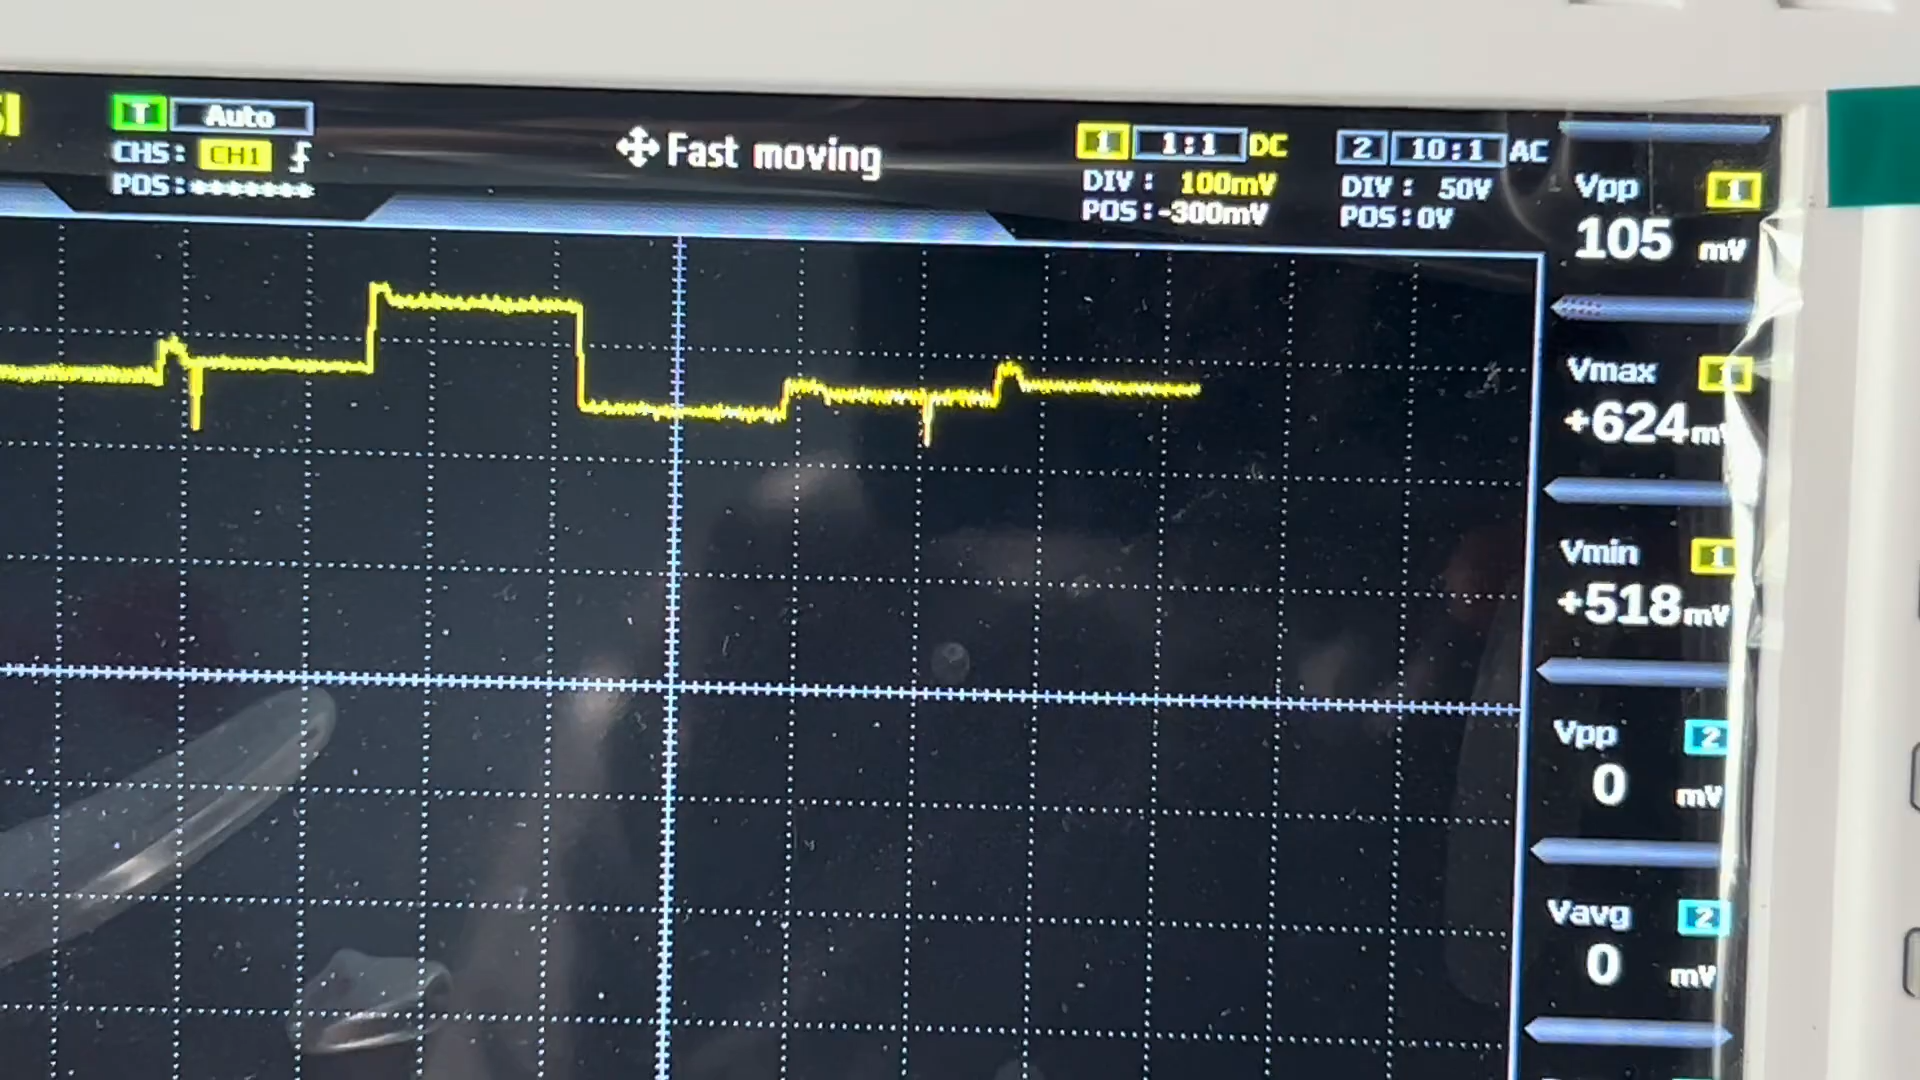 T Auto
CHS: CH1
POS:*******
Fast moving
1 1:1 DC
DIV: 100mV
POS:-300mV
2 10:1 AC
DIV: 50V
POS:0V
Vpp 1
105 mV
Vmax 1
+624mV
Vmin 1
+518mV
Vpp 2
0 mV
Vavg 2
0 mV